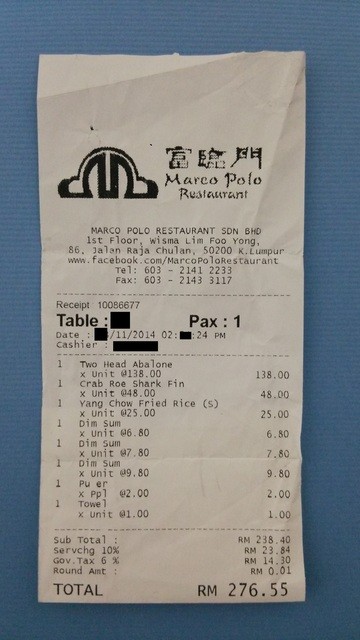 富臨門
Marco Polo
Restaurant
MARCO POLO RESTAURANT SDN BHD
1st Floor, Wisma Lim Foo Yong,
86, Jalan Raja Chulan, 50200 K.Lumpur
www.facebook.com/MarcoPoloRestaurant
Tel: 603 - 2141 2233
Fax: 603 - 2143 3117
Receipt 10086677
Table : Pax : 1
Date : /11/2014 02: :24 PM
Cashier :
1 Two Head Abalone
x Unit @138.00 138.00
1 Crab Roe Shark Fin
x Unit @48.00 48.00
1 Yang Chow Fried Rice (S)
x Unit @25.00 25.00
1 Dim Sum
x Unit @6.80 6.80
1 Dim Sum
x Unit @7.80 7.80
1 Dim Sum
x Unit @9.80 9.80
1 Pu er
x Ppl @2.00 2.00
1 Towel
x Unit @1.00 1.00
Sub Total : RM 238.40
Servchg 10% RM 23.84
Gov.Tax 6 % RM 14.30
Round Amt : RM 0.01
TOTAL RM 276.55